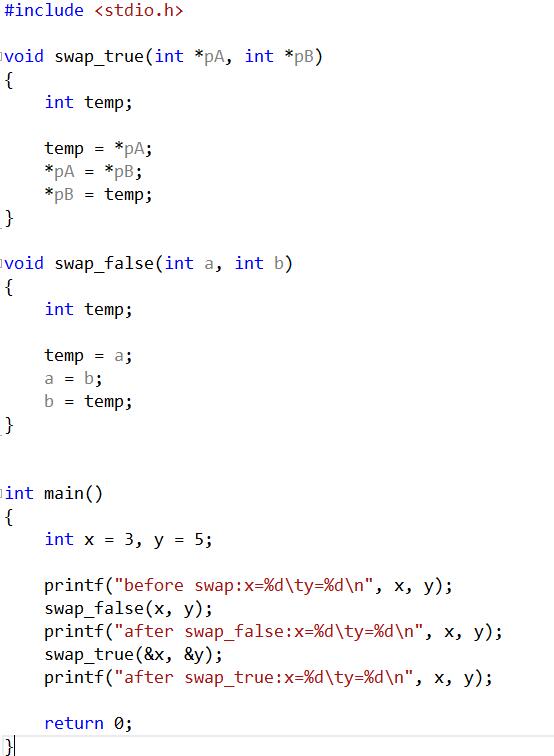 #include <stdio.h>
void swap_true(int *pA, int *pB)
{
    int temp;
    temp = *pA;
    *pA = *pB;
    *pB = temp;
}
void swap_false(int a, int b)
{
    int temp;
    temp = a;
    a = b;
    b = temp;
}
int main()
{
    int x = 3, y = 5;
    printf("before swap:x=%d\ty=%d\n", x, y);
    swap_false(x, y);
    printf("after swap_false:x=%d\ty=%d\n", x, y);
    swap_true(&x, &y);
    printf("after swap_true:x=%d\ty=%d\n", x, y);
    return 0;
}